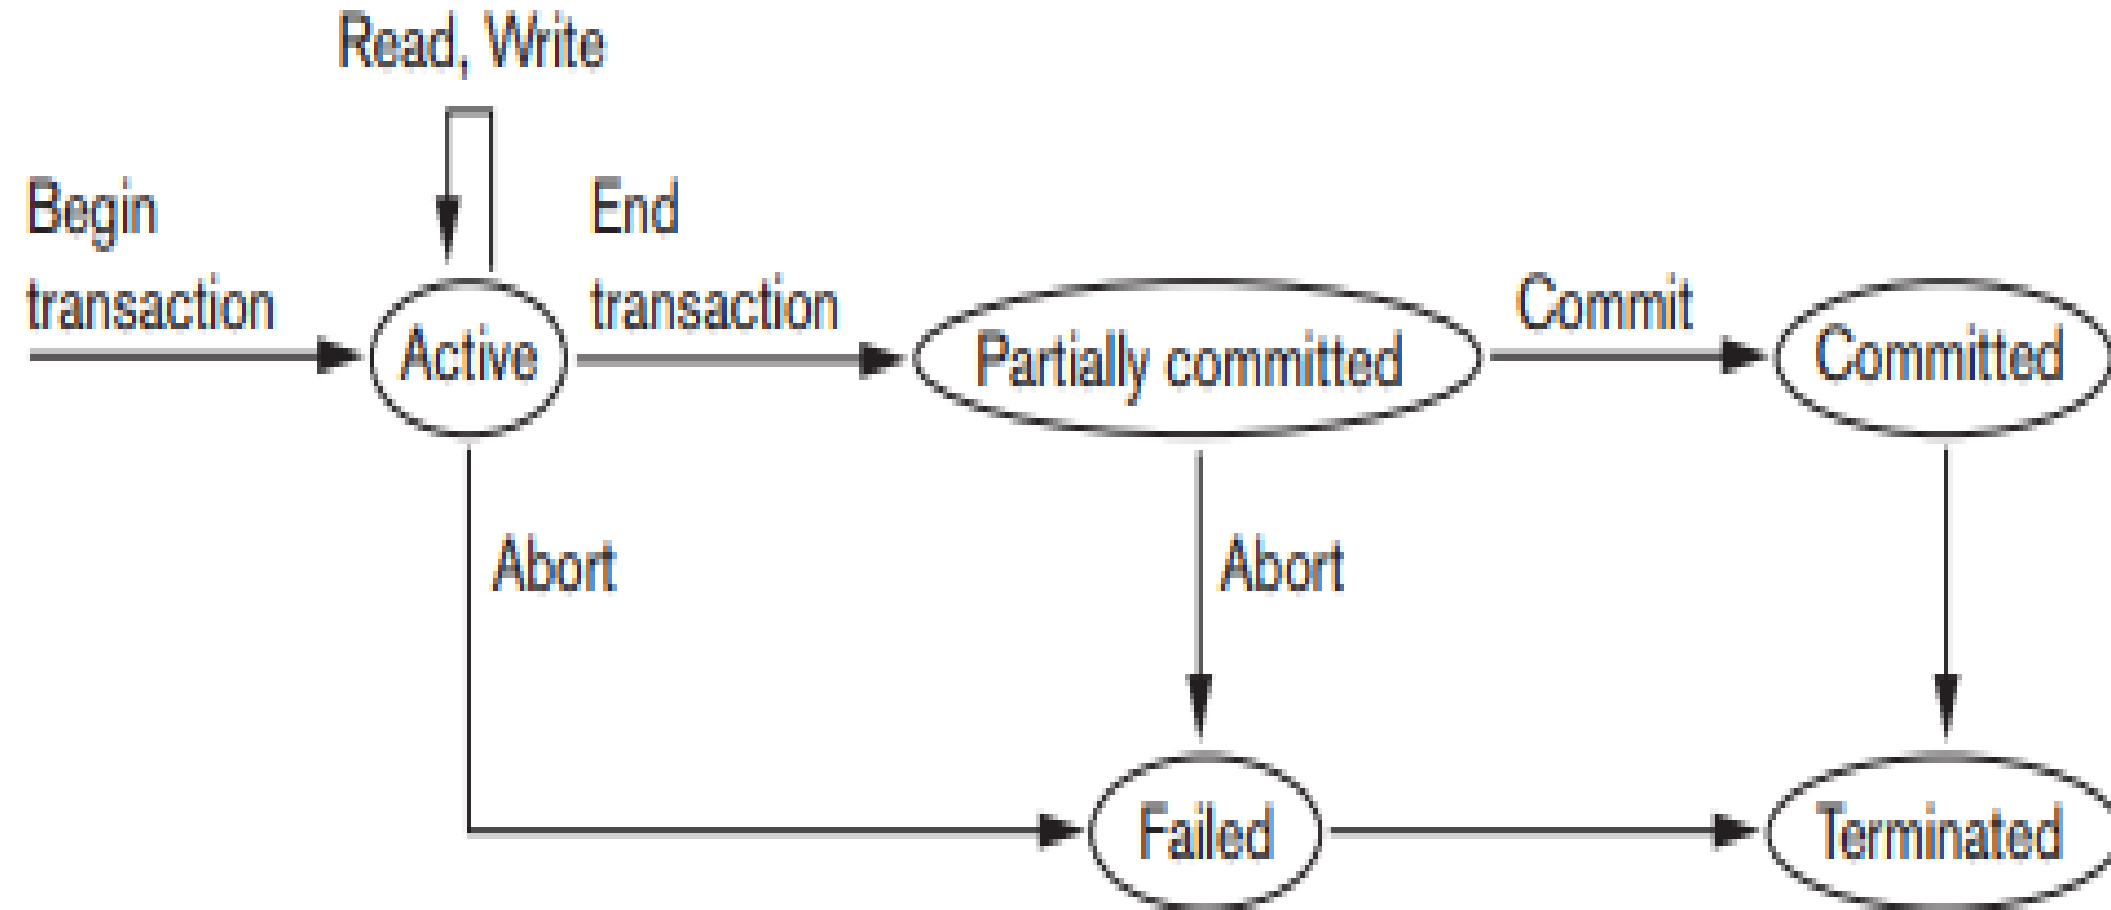 Read, Write
Begin
transaction
End
transaction
Active
Partially committed
Commit
Committed
Abort
Abort
Failed
Terminated